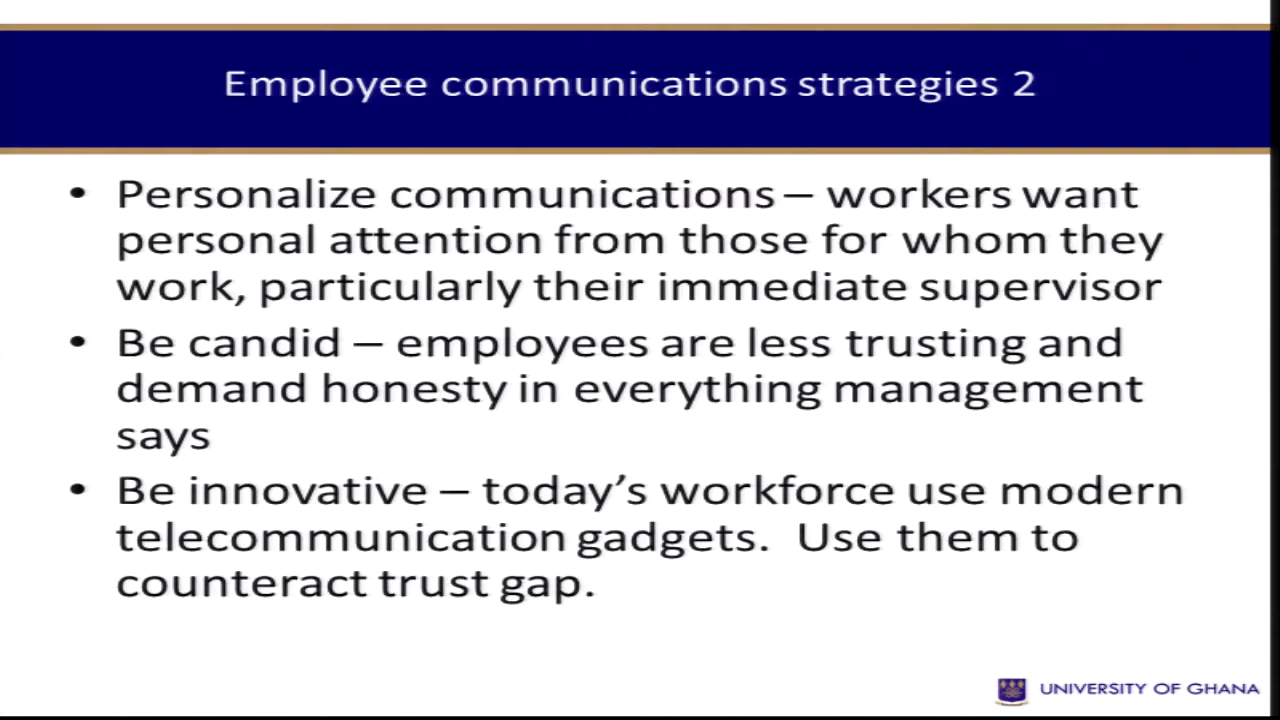 Employee communications strategies 2
• Personalize communications – workers want
personal attention from those for whom they
work, particularly their immediate supervisor
• Be candid – employees are less trusting and
demand honesty in everything management
says
• Be innovative – today’s workforce use modern
telecommunication gadgets.  Use them to
counteract trust gap.
UNIVERSITY OF GHANA